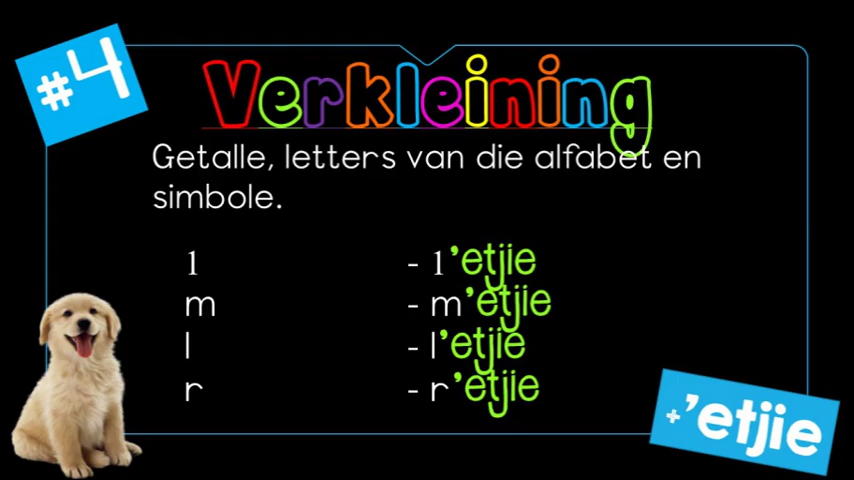 #4
Verkleining
Getalle, letters van die alfabet en
simbole.
1 - 1’etjie
m - m’etjie
l - l’etjie
r - r’etjie
+’etjie